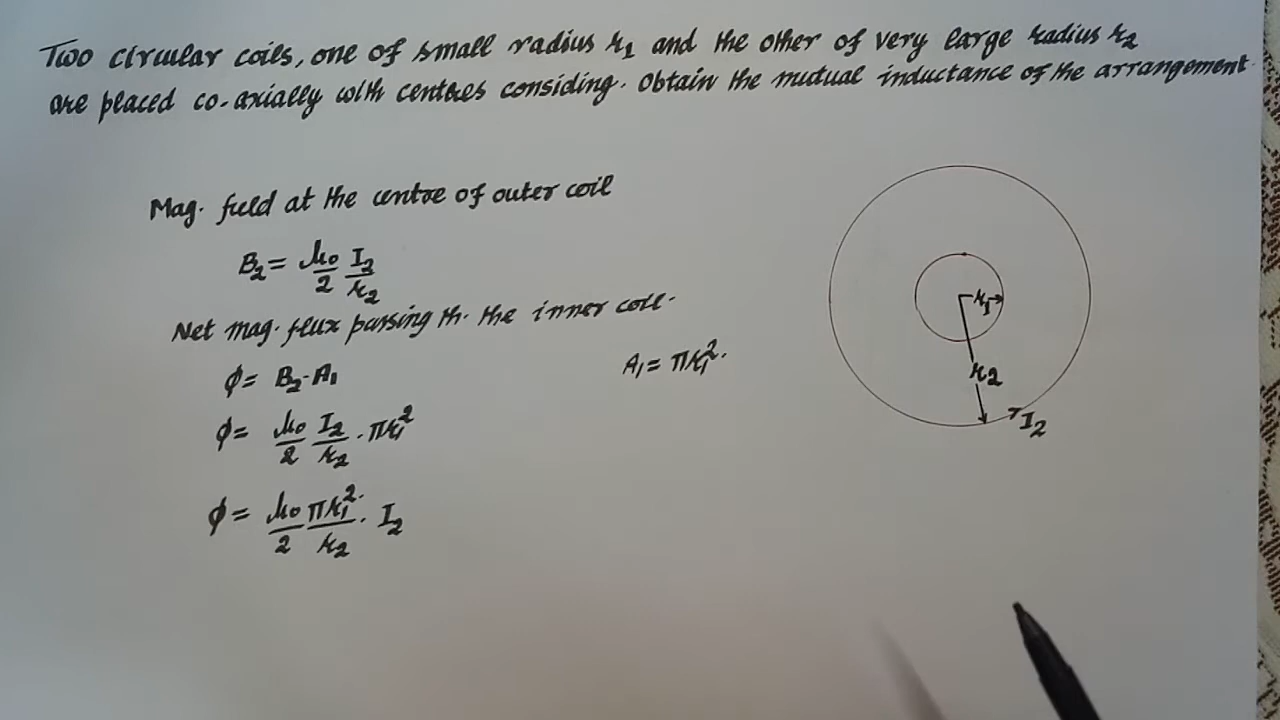 Two circular coils, one of small radius r₁ and the other of very large radius r₂
are placed co-axially with centres considing. Obtain the mutual inductance of the arrangement.
Mag. field at the centre of outer coil
B₂ = μ₀/2 I₂/r₂
Net mag. flux passing th. the inner coil.
φ = B₂·A₁
A₁ = πr₁².
φ = μ₀/2 I₂/r₂ · πr₁²
φ = μ₀/2 πr₁²/r₂ · I₂
r₁
r₂
I₂